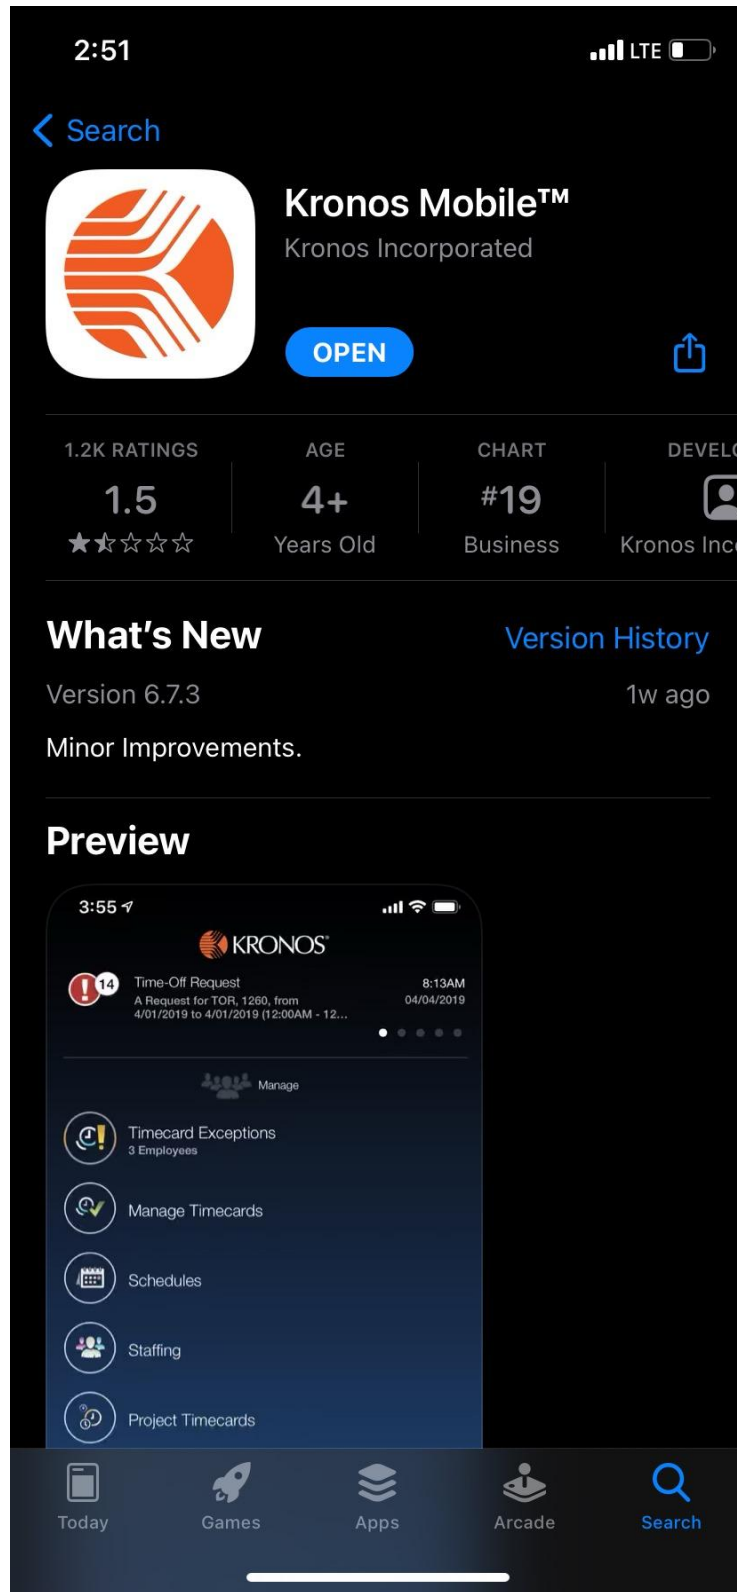 2:51 LTE
Search
Kronos Mobile™
Kronos Incorporated
OPEN
1.2K RATINGS AGE CHART DEVELO
1.5 4+ #19
Years Old Business Kronos Inc
What's New Version History
Version 6.7.3 1w ago
Minor Improvements.
Preview
3:55
KRONOS
14 Time-Off Request 8:13AM
A Request for TOR, 1260, from 04/04/2019
4/01/2019 to 4/01/2019 (12:00AM - 12...
Manage
Timecard Exceptions
3 Employees
Manage Timecards
Schedules
Staffing
Project Timecards
Today Games Apps Arcade Search